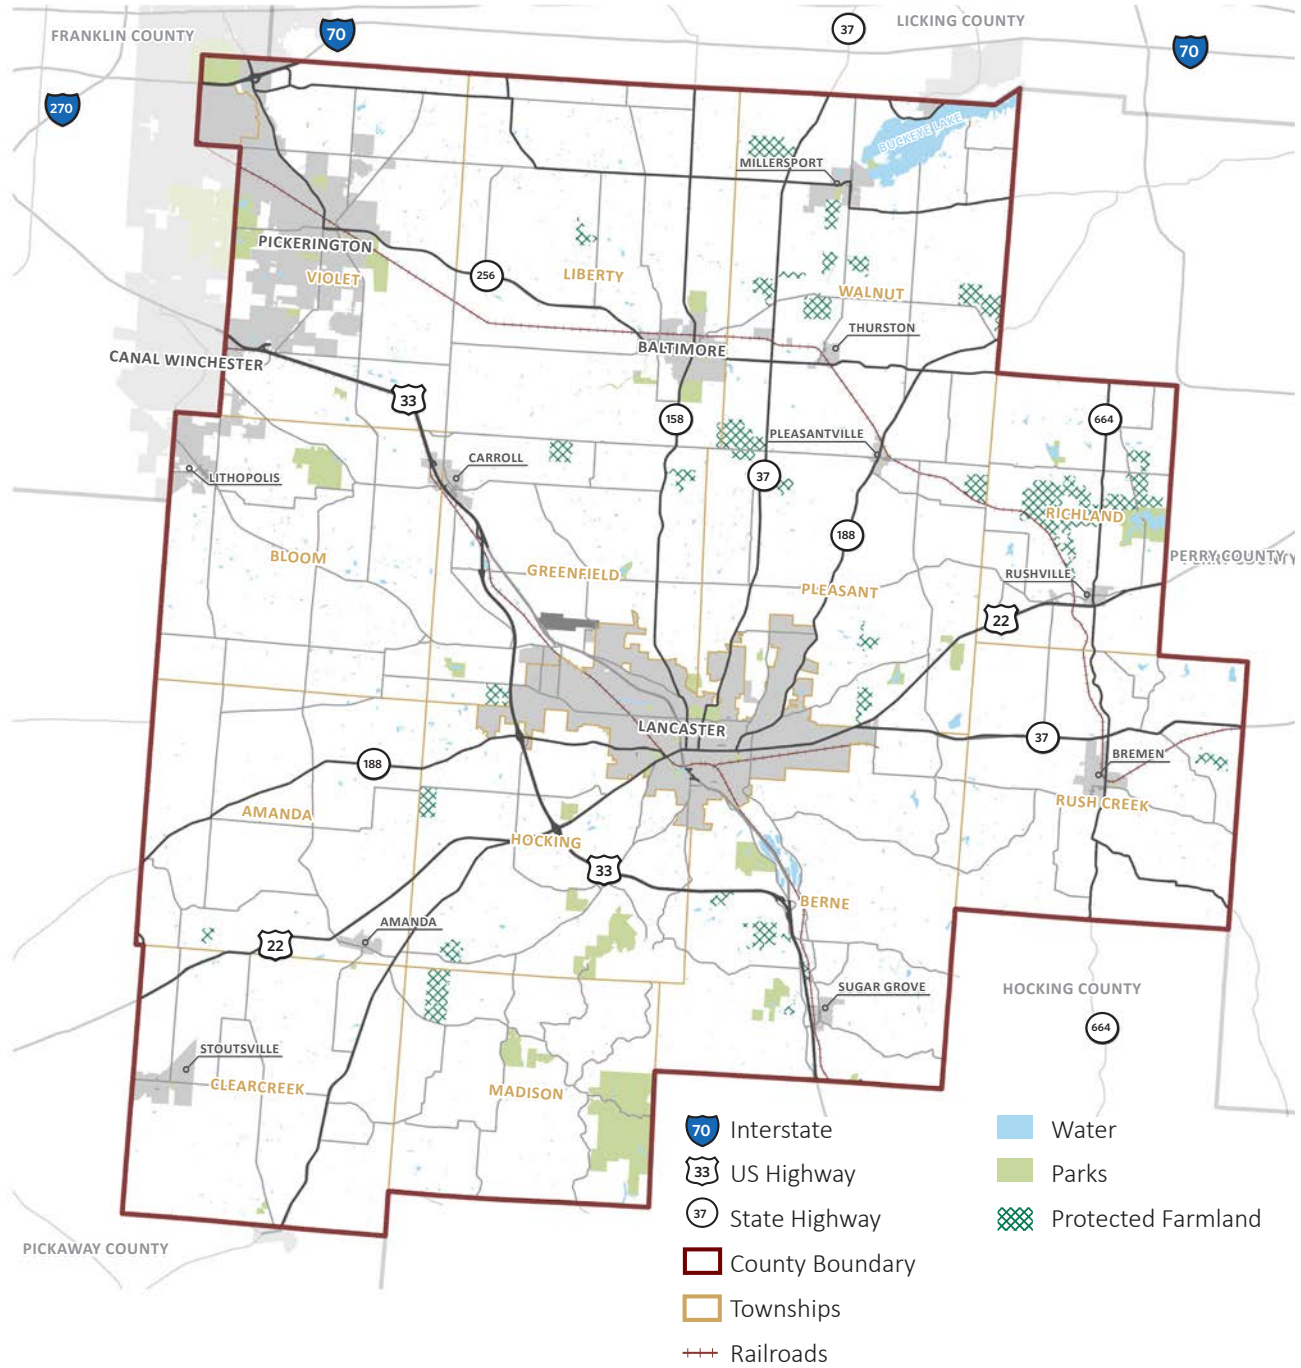 FRANKLIN COUNTY
70
37
LICKING COUNTY
70
270
BUCKEYE LAKE
MILLERSPORT
PICKERINGTON
VIOLET
256
LIBERTY
WALNUT
THURSTON
BALTIMORE
CANAL WINCHESTER
33
158
664
PLEASANTVILLE
CARROLL
LITHOPOLIS
37
RICHLAND
188
BLOOM
GREENFIELD
PERRY COUNTY
PLEASANT
RUSHVILLE
22
LANCASTER
37
188
BREMEN
AMANDA
RUSH CREEK
HOCKING
33
BERNE
AMANDA
22
SUGAR GROVE
HOCKING COUNTY
664
STOUTSVILLE
CLEARCREEK
MADISON
PICKAWAY COUNTY
70 Interstate
Water
33 US Highway
Parks
37 State Highway
Protected Farmland
County Boundary
Townships
Railroads